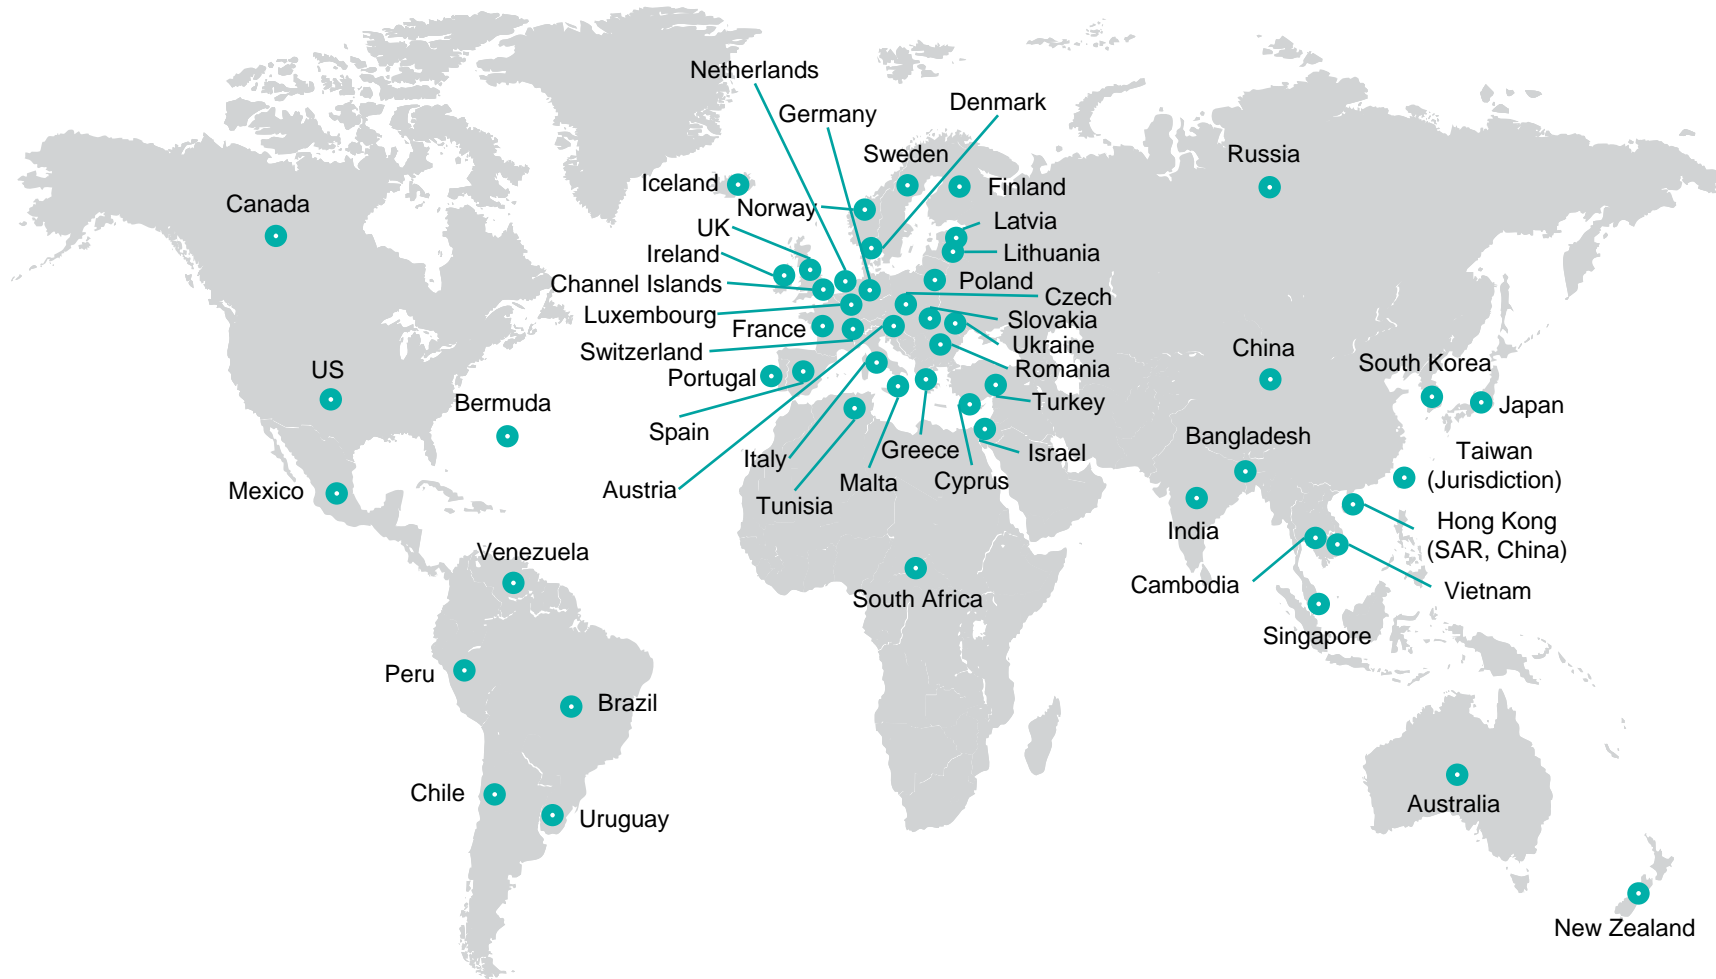 Netherlands
Denmark
Germany
Sweden
Russia
Iceland
Finland
Canada
Norway
Latvia
UK
Ireland
Lithuania
Channel Islands
Poland
Czech
Luxembourg
Slovakia
France
Ukraine
Switzerland
China
South Korea
US
Romania
Portugal
Bermuda
Turkey
Japan
Spain
Bangladesh
Greece
Israel
Taiwan
(Jurisdiction)
Italy
Malta
Cyprus
Austria
Mexico
Tunisia
India
Hong Kong
(SAR, China)
Venezuela
Cambodia
Vietnam
South Africa
Singapore
Peru
Brazil
Chile
Australia
Uruguay
New Zealand